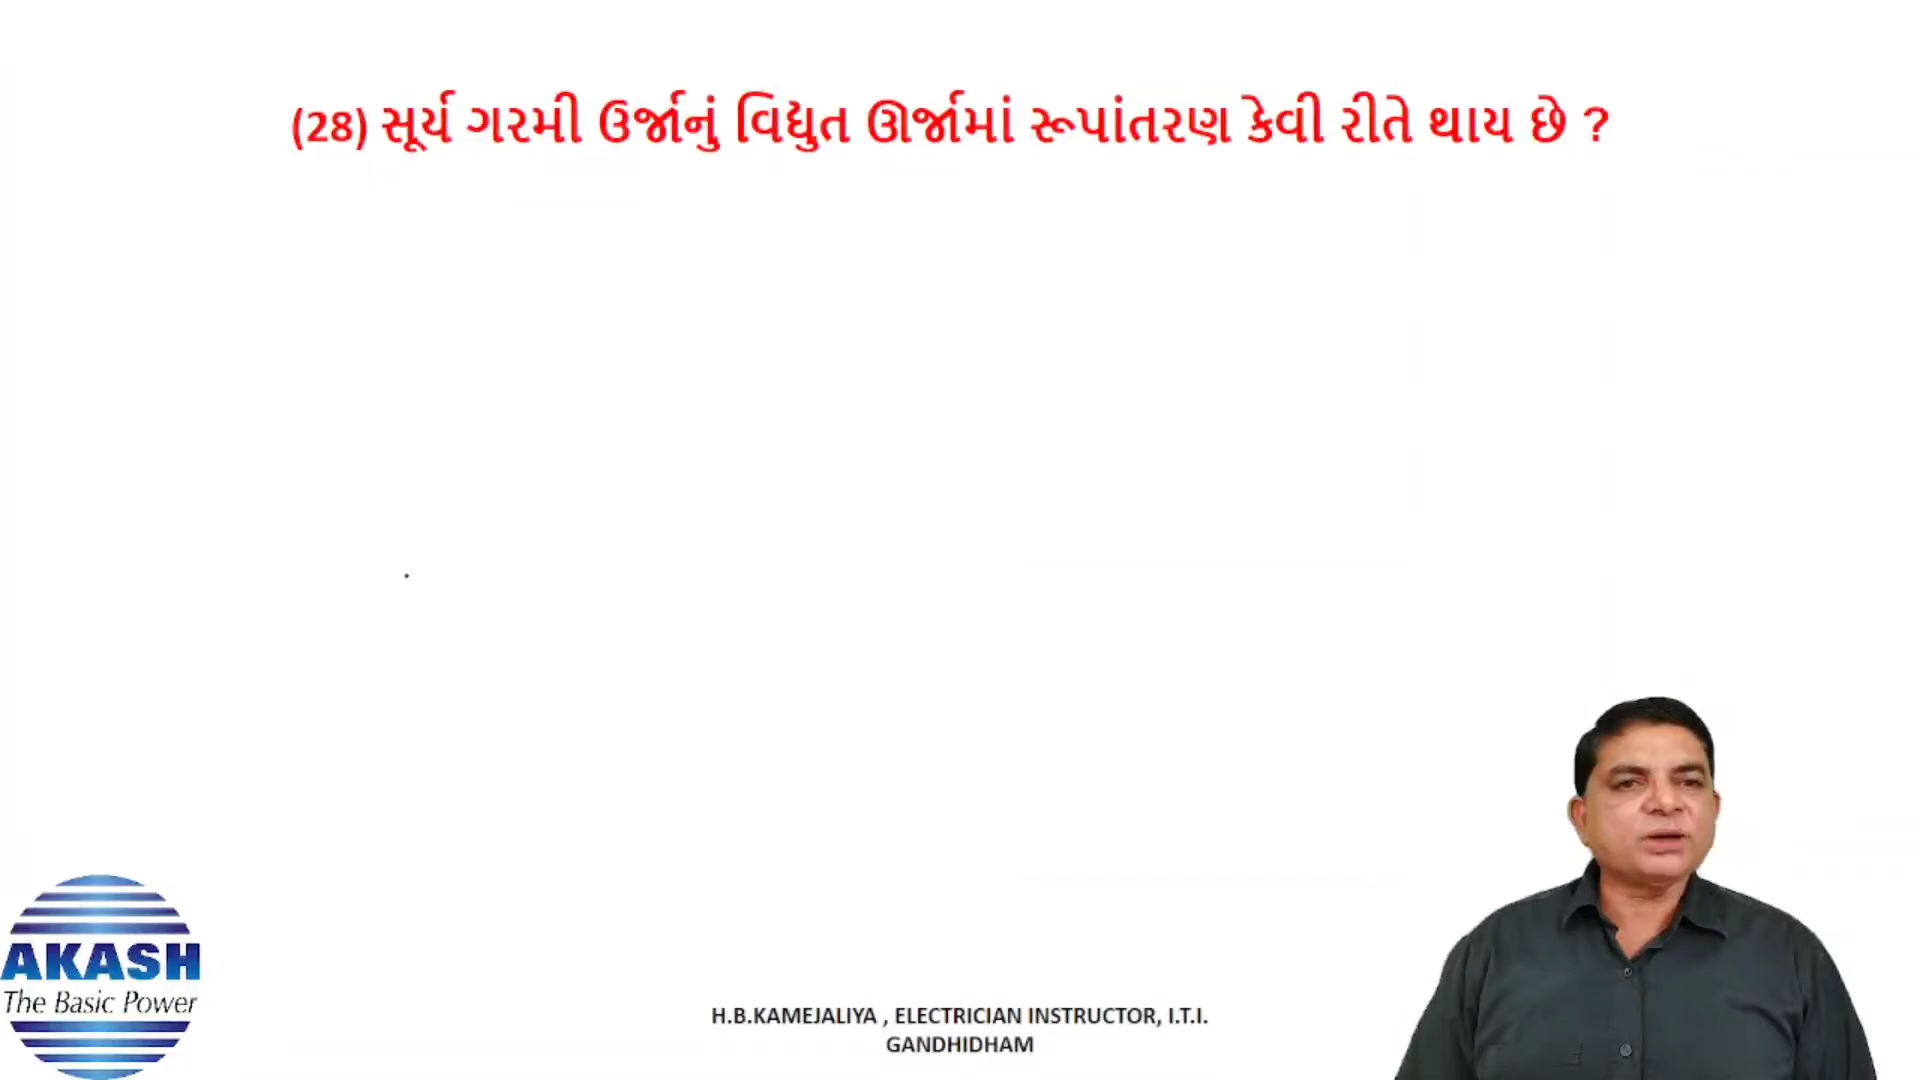 (28) સૂર્ય ગરમી ઉર્જાનું વિધુત ઊર્જામાં રૂપાંતરણ કેવી રીતે થાય છે ?
AKASH
The Basic Power
H.B.KAMEJALIYA , ELECTRICIAN INSTRUCTOR, I.T.I.
GANDHIDHAM